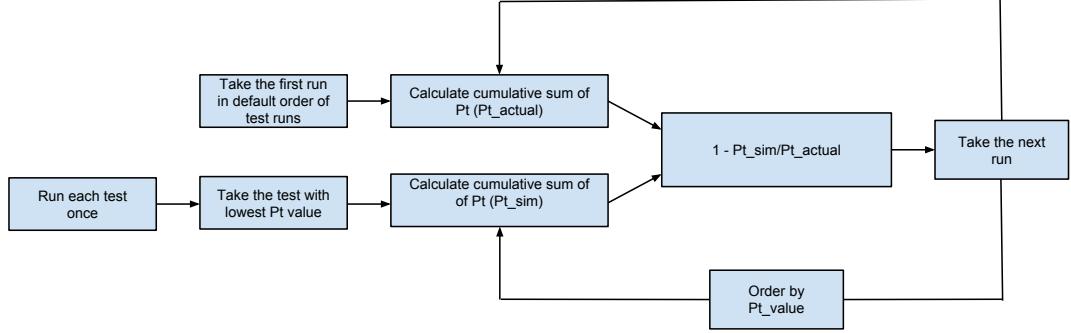 Take the first run
in default order of
test runs
Calculate cumulative sum of
Pt (Pt_actual)
1 - Pt_sim/Pt_actual
Take the next
run
Run each test
once
Take the test with
lowest Pt value
Calculate cumulative sum of
of Pt (Pt_sim)
Order by
Pt_value